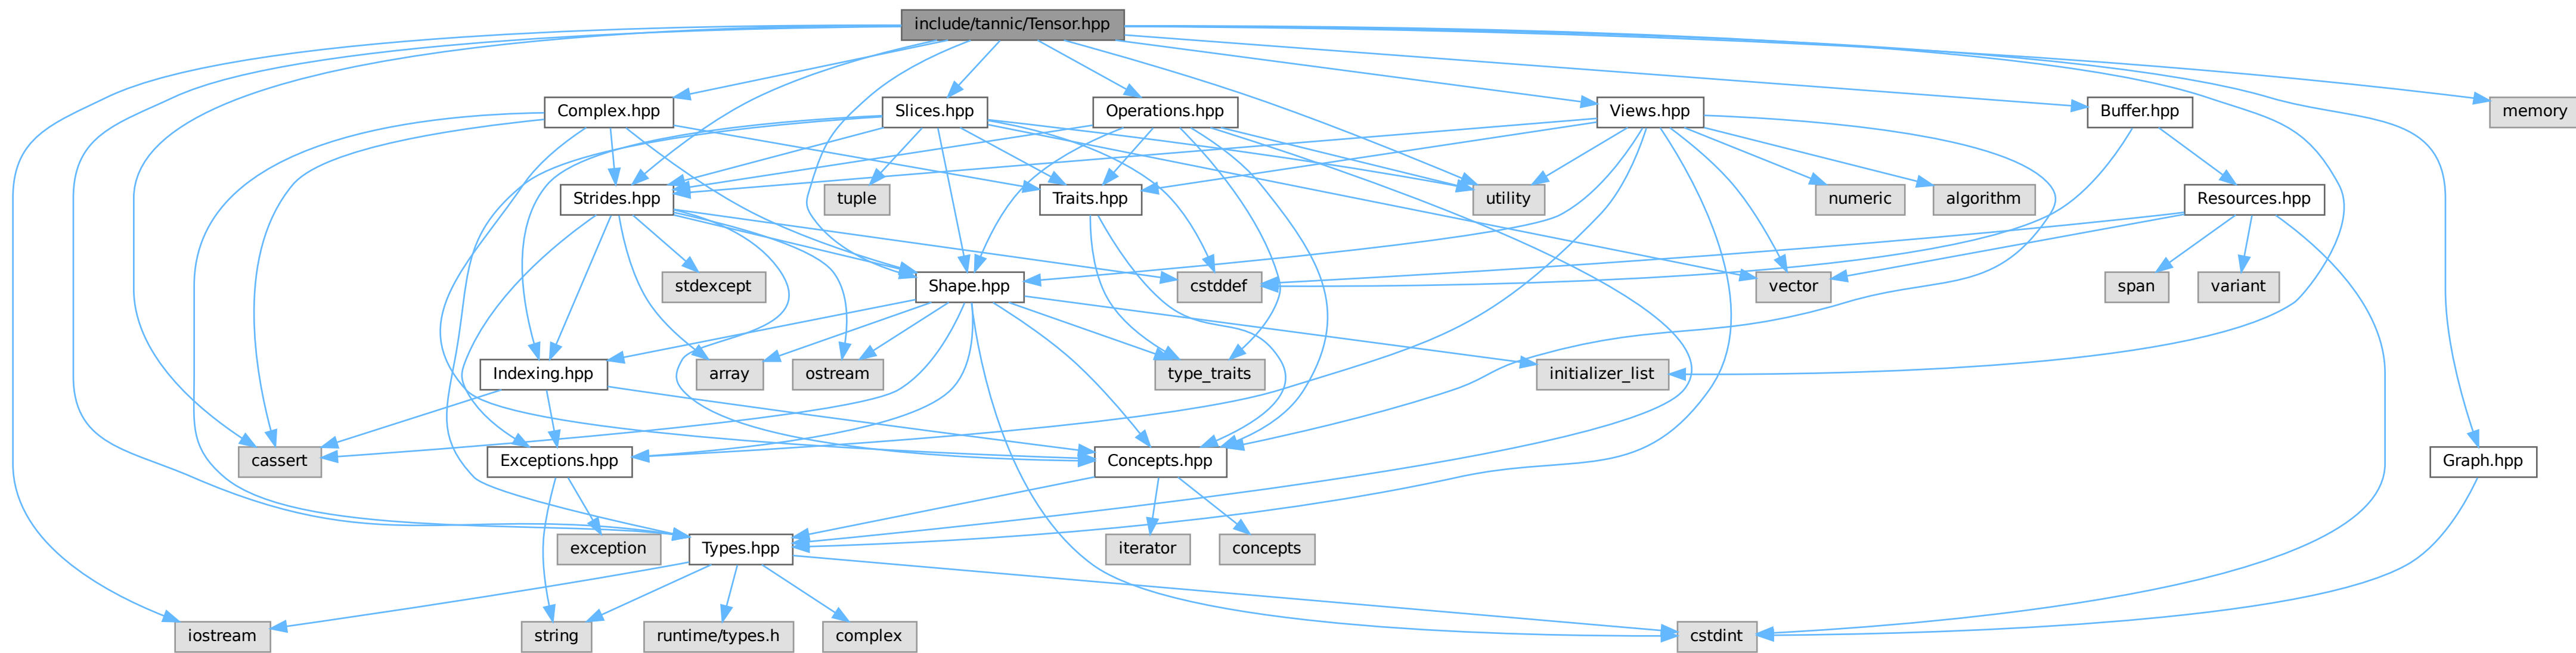 include/tannic/Tensor.hpp
Complex.hpp
Slices.hpp
Operations.hpp
Views.hpp
Buffer.hpp
memory
Strides.hpp
tuple
Traits.hpp
utility
numeric
algorithm
Resources.hpp
stdexcept
Shape.hpp
cstddef
vector
span
variant
Indexing.hpp
array
ostream
type_traits
initializer_list
cassert
Exceptions.hpp
Concepts.hpp
Graph.hpp
exception
Types.hpp
iterator
concepts
iostream
string
runtime/types.h
complex
cstdint